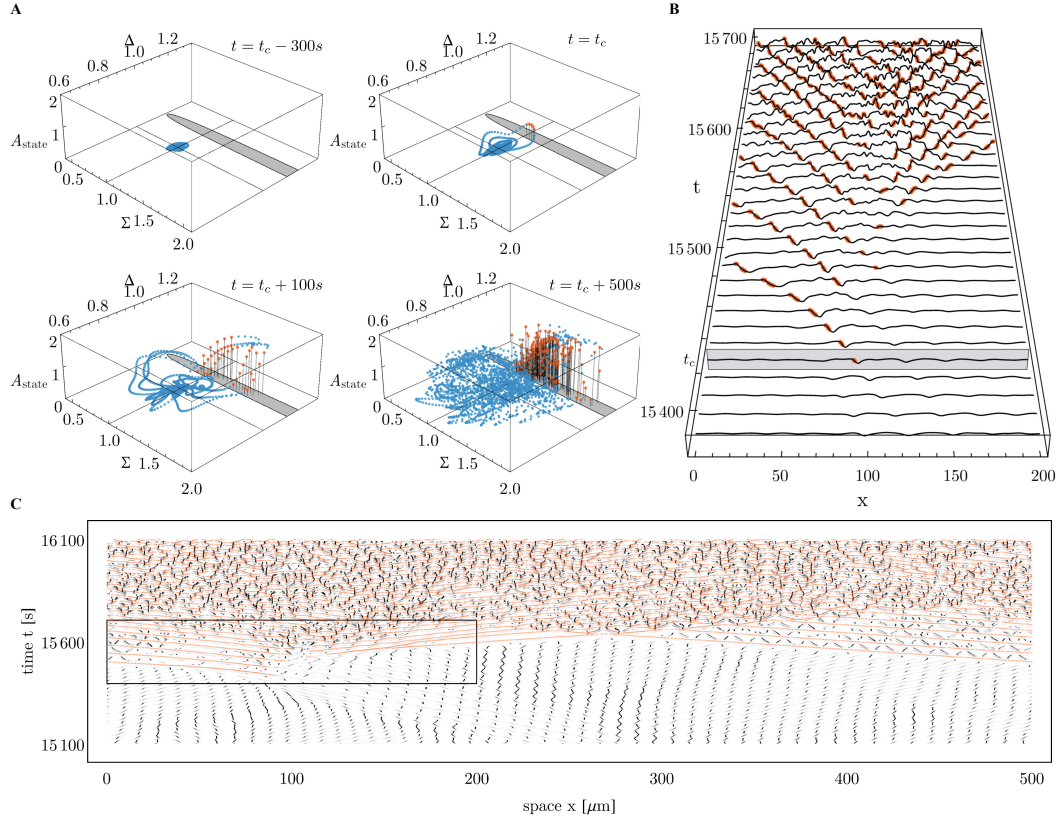 A
Δ
1.2
1.0
0.8
0.6
t = t_c − 300s
2
1
0
A_state
0.5
1.0
Σ
1.5
2.0
Δ
1.2
1.0
0.8
0.6
t = t_c
2
1
0
A_state
0.5
1.0
Σ
1.5
2.0
Δ
1.2
1.0
0.8
0.6
t = t_c + 100s
2
1
0
A_state
0.5
1.0
Σ
1.5
2.0
Δ
1.2
1.0
0.8
0.6
t = t_c + 500s
2
1
0
A_state
0.5
1.0
Σ
1.5
2.0
B
15 700
15 600
t
15 500
t_c
15 400
0 50 100 150 200
x
C
16 100
15 600
15 100
time t [s]
0 100 200 300 400 500
space x [μm]